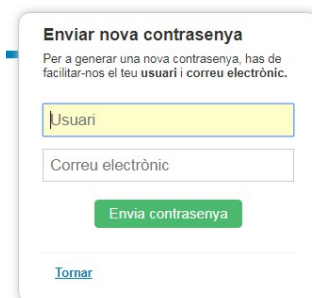 Enviar nova contrasenya
Per a generar una nova contrasenya, has de
facilitar-nos el teu usuari i correu electrònic.
Usuari
Correu electrònic
Envia contrasenya
Tornar